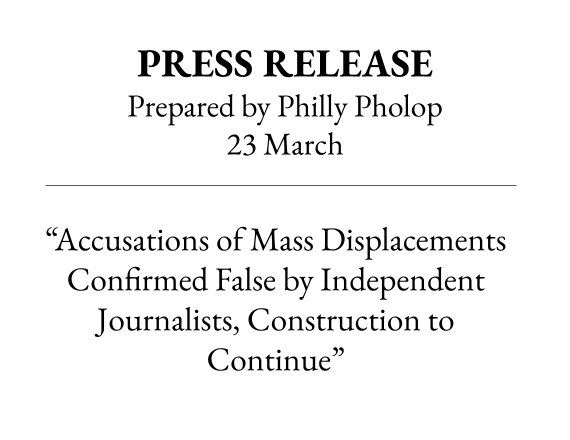 PRESS RELEASE
Prepared by Philly Pholop
23 March
“Accusations of Mass Displacements
Confirmed False by Independent
Journalists, Construction to
Continue”